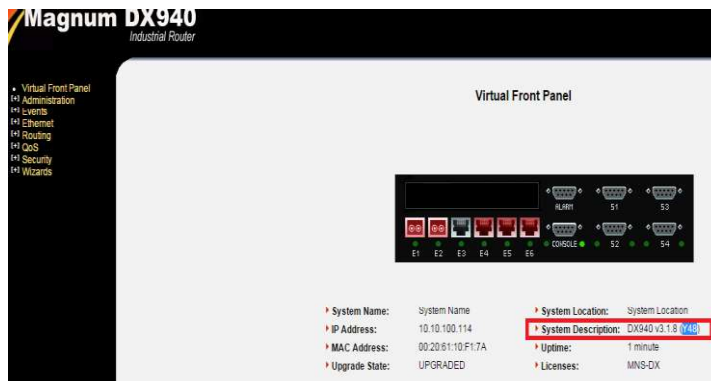 Magnum DX940
Industrial Router
Virtual Front Panel
[+] Administration
[+] Events
[+] Ethernet
[+] Routing
[+] QoS
[+] Security
[+] Wizards
Virtual Front Panel
ALARM S1 S3
E1 E2 E3 E4 E5 E6 CONSOLE S2 S4
System Name: System Name System Location: System Location
IP Address: 10.10.100.114 System Description: DX940 v3.1.8 (Y48)
MAC Address: 00:20:61:10:F1:7A Uptime: 1 minute
Upgrade State: UPGRADED Licenses: MNS-DX